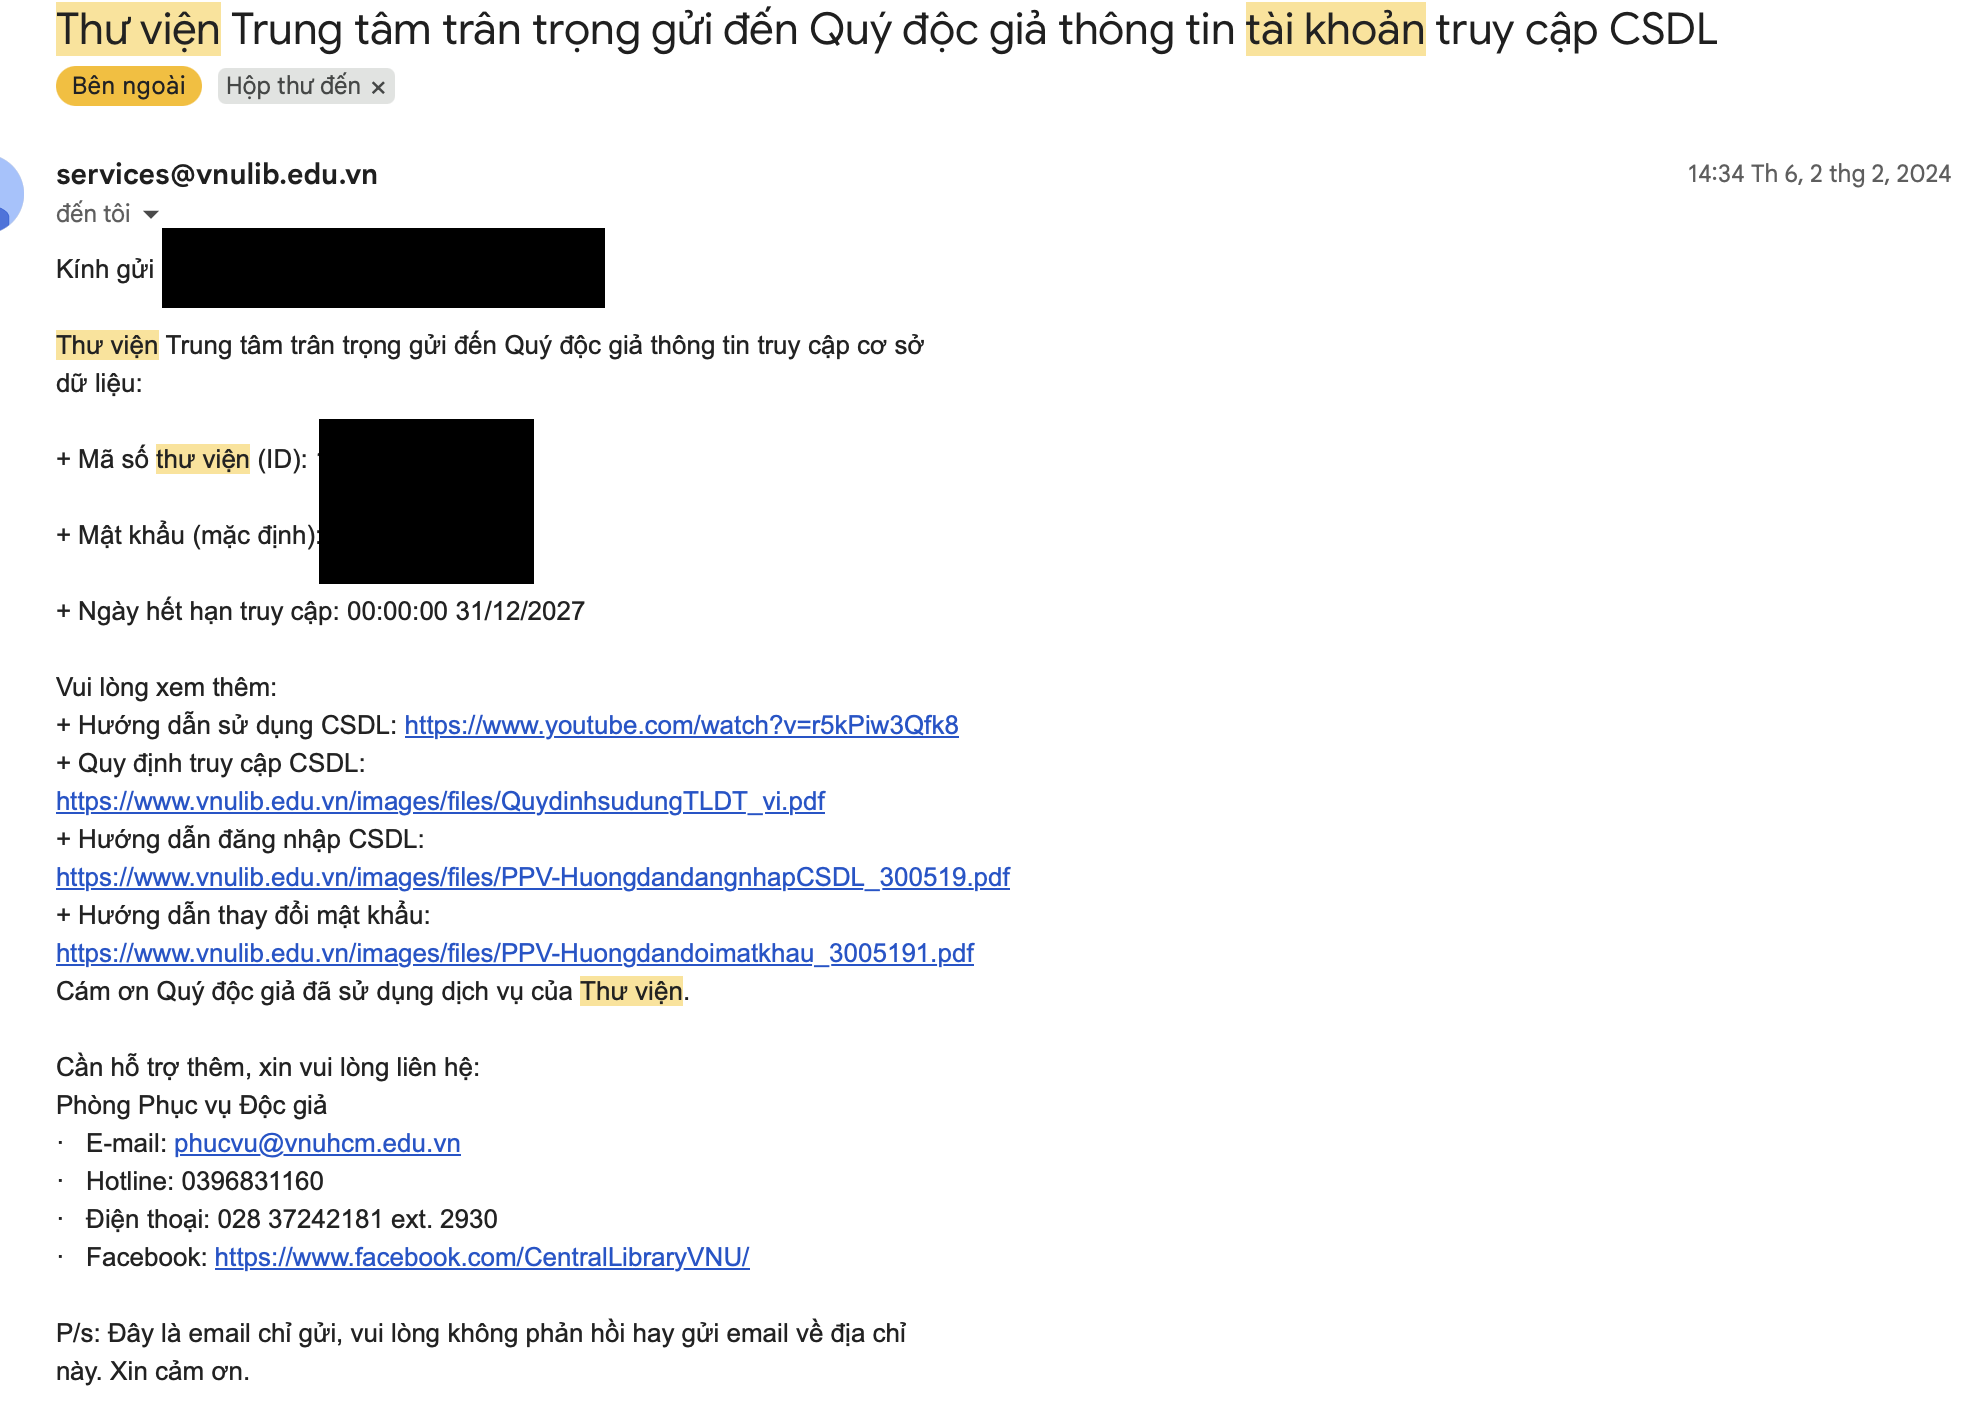 Thư viện Trung tâm trân trọng gửi đến Quý độc giả thông tin tài khoản truy cập CSDL
Bên ngoài Hộp thư đến ×
services@vnulib.edu.vn 14:34 Th 6, 2 thg 2, 2024
đến tôi
Kính gửi
Thư viện Trung tâm trân trọng gửi đến Quý độc giả thông tin truy cập cơ sở
dữ liệu:
+ Mã số thư viện (ID):
+ Mật khẩu (mặc định):
+ Ngày hết hạn truy cập: 00:00:00 31/12/2027
Vui lòng xem thêm:
+ Hướng dẫn sử dụng CSDL: https://www.youtube.com/watch?v=r5kPiw3Qfk8
+ Quy định truy cập CSDL:
https://www.vnulib.edu.vn/images/files/QuydinhsudungTLDT_vi.pdf
+ Hướng dẫn đăng nhập CSDL:
https://www.vnulib.edu.vn/images/files/PPV-HuongdandangnhapCSDL_300519.pdf
+ Hướng dẫn thay đổi mật khẩu:
https://www.vnulib.edu.vn/images/files/PPV-Huongdandoimatkhau_3005191.pdf
Cám ơn Quý độc giả đã sử dụng dịch vụ của Thư viện.
Cần hỗ trợ thêm, xin vui lòng liên hệ:
Phòng Phục vụ Độc giả
· E-mail: phucvu@vnuhcm.edu.vn
· Hotline: 0396831160
· Điện thoại: 028 37242181 ext. 2930
· Facebook: https://www.facebook.com/CentralLibraryVNU/
P/s: Đây là email chỉ gửi, vui lòng không phản hồi hay gửi email về địa chỉ
này. Xin cảm ơn.